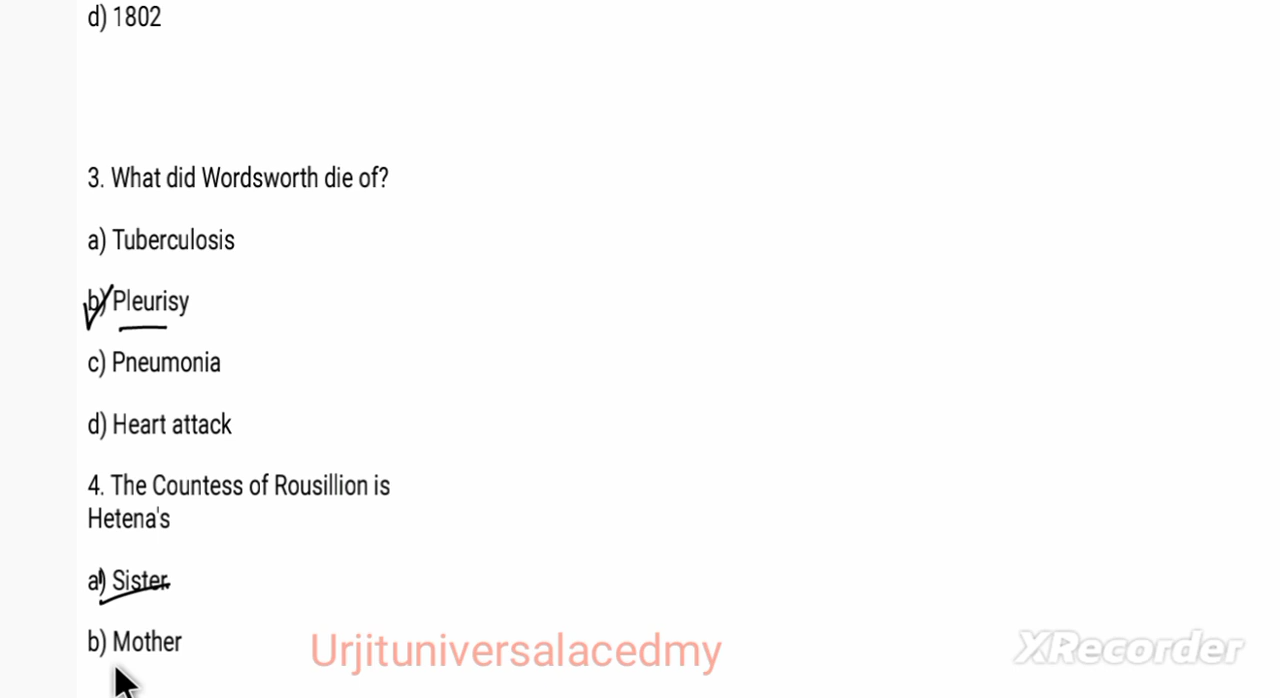 d) 1802
3. What did Wordsworth die of?
a) Tuberculosis
b) Pleurisy
c) Pneumonia
d) Heart attack
4. The Countess of Rousillion is
Hetena's
a) Sister
b) Mother
Urjituniversalacedmy
XRecorder